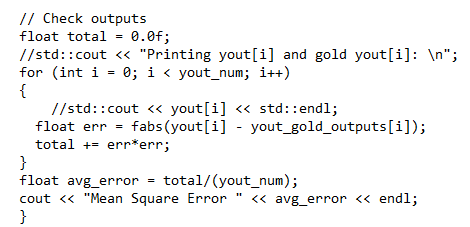 // Check outputs
float total = 0.0f;
//std::cout << "Printing yout[i] and gold yout[i]: \n";
for (int i = 0; i < yout_num; i++)
{
//std::cout << yout[i] << std::endl;
float err = fabs(yout[i] - yout_gold_outputs[i]);
total += err*err;
}
float avg_error = total/(yout_num);
cout << "Mean Square Error " << avg_error << endl;
}